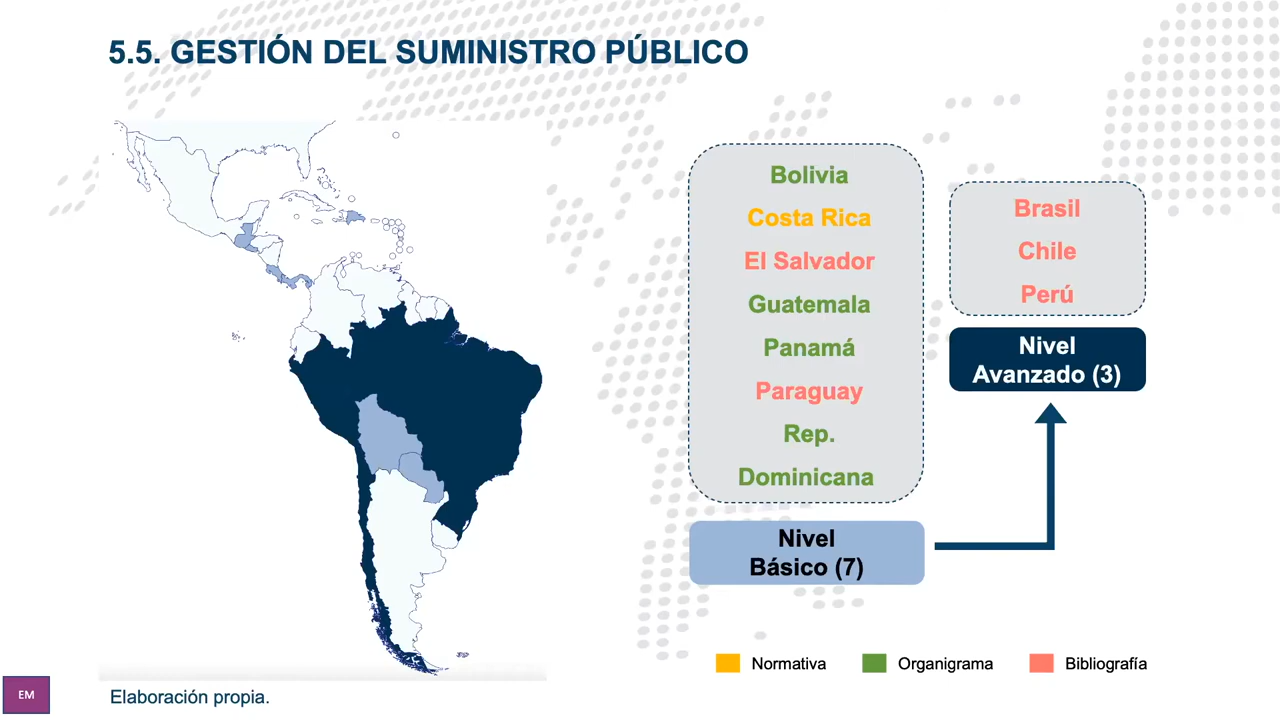 5.5. GESTIÓN DEL SUMINISTRO PÚBLICO
Bolivia
Costa Rica
El Salvador
Guatemala
Panamá
Paraguay
Rep.
Dominicana
Nivel
Básico (7)
Brasil
Chile
Perú
Nivel
Avanzado (3)
Normativa
Organigrama
Bibliografía
EM
Elaboración propia.